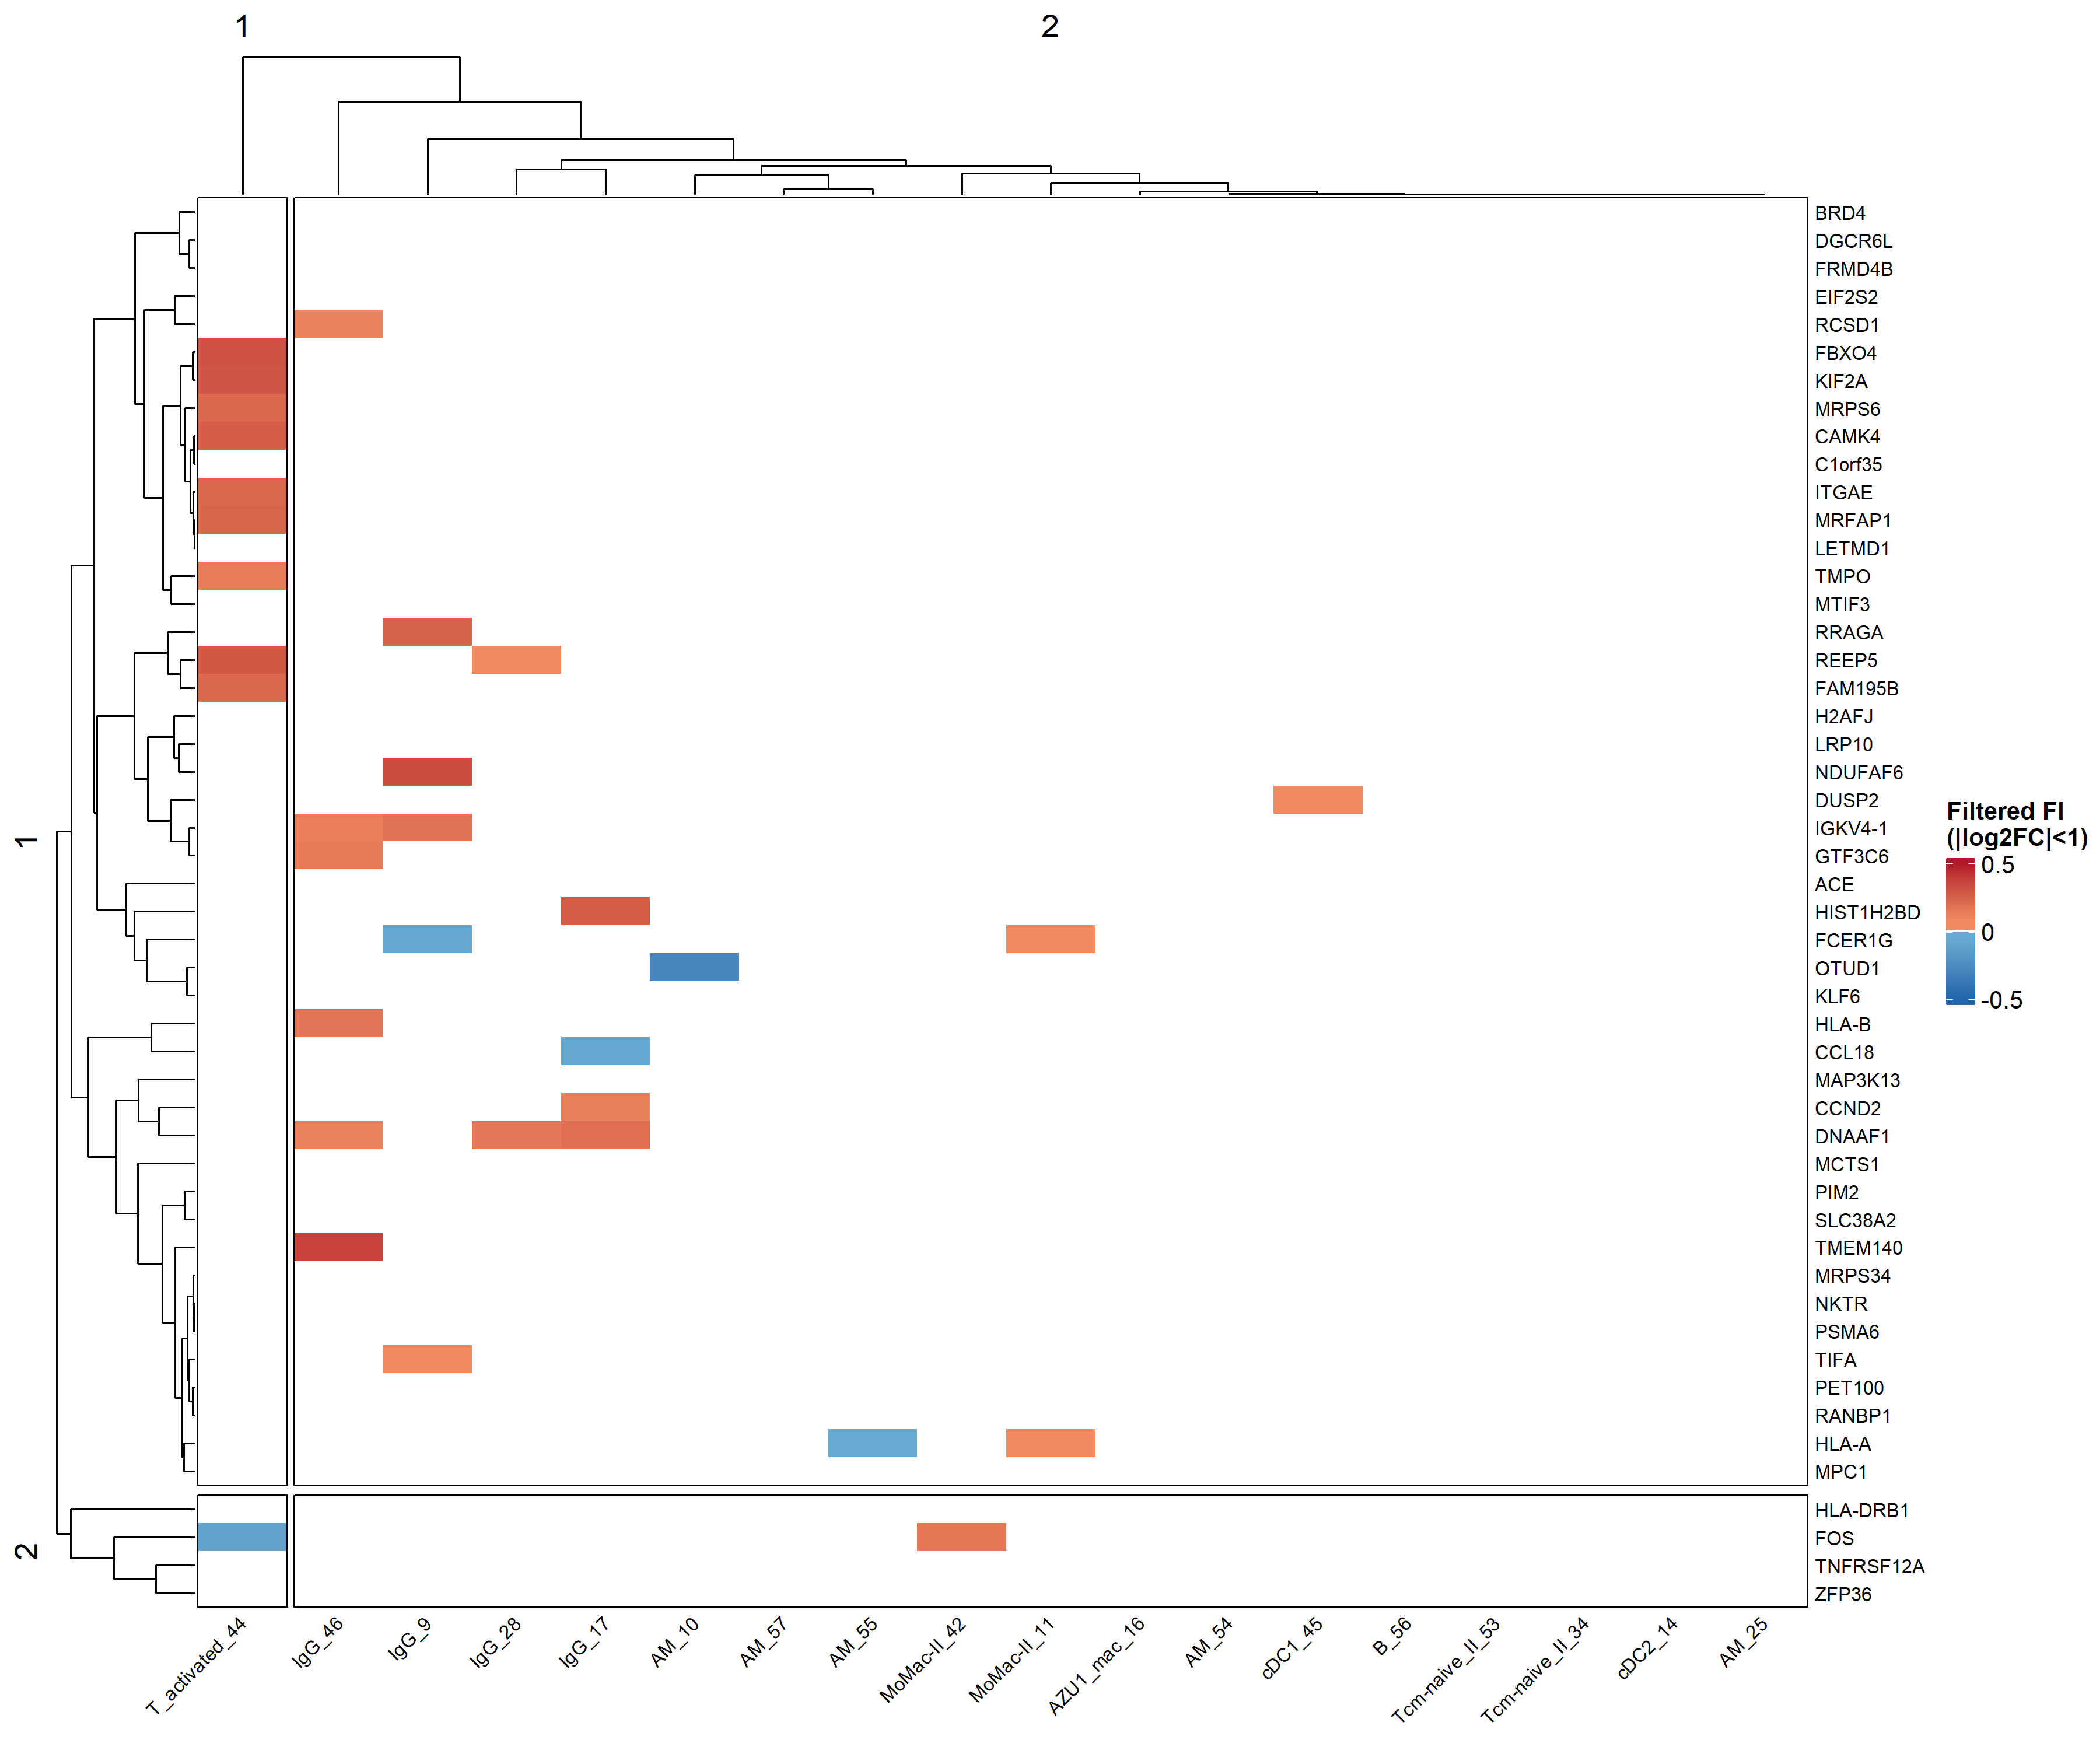 1
2
BRD4
DGCR6L
FRMD4B
EIF2S2
RCSD1
FBXO4
KIF2A
MRPS6
CAMK4
C1orf35
ITGAE
MRFAP1
LETMD1
TMPO
MTIF3
RRAGA
REEP5
FAM195B
H2AFJ
LRP10
NDUFAF6
DUSP2
IGKV4-1
GTF3C6
ACE
HIST1H2BD
FCER1G
OTUD1
KLF6
HLA-B
CCL18
MAP3K13
CCND2
DNAAF1
MCTS1
PIM2
SLC38A2
TMEM140
MRPS34
NKTR
PSMA6
TIFA
PET100
RANBP1
HLA-A
MPC1
HLA-DRB1
FOS
TNFRSF12A
ZFP36
1
2
T_activated_44
IgG_46
IgG_9
IgG_28
IgG_17
AM_10
AM_57
AM_55
MoMac-II_42
MoMac-II_11
AZU1_mac_16
AM_54
cDC1_45
B_56
Tcm-naive_II_53
Tcm-naive_II_34
cDC2_14
AM_25
Filtered FI
(|log2FC|<1)
0.5
0
-0.5